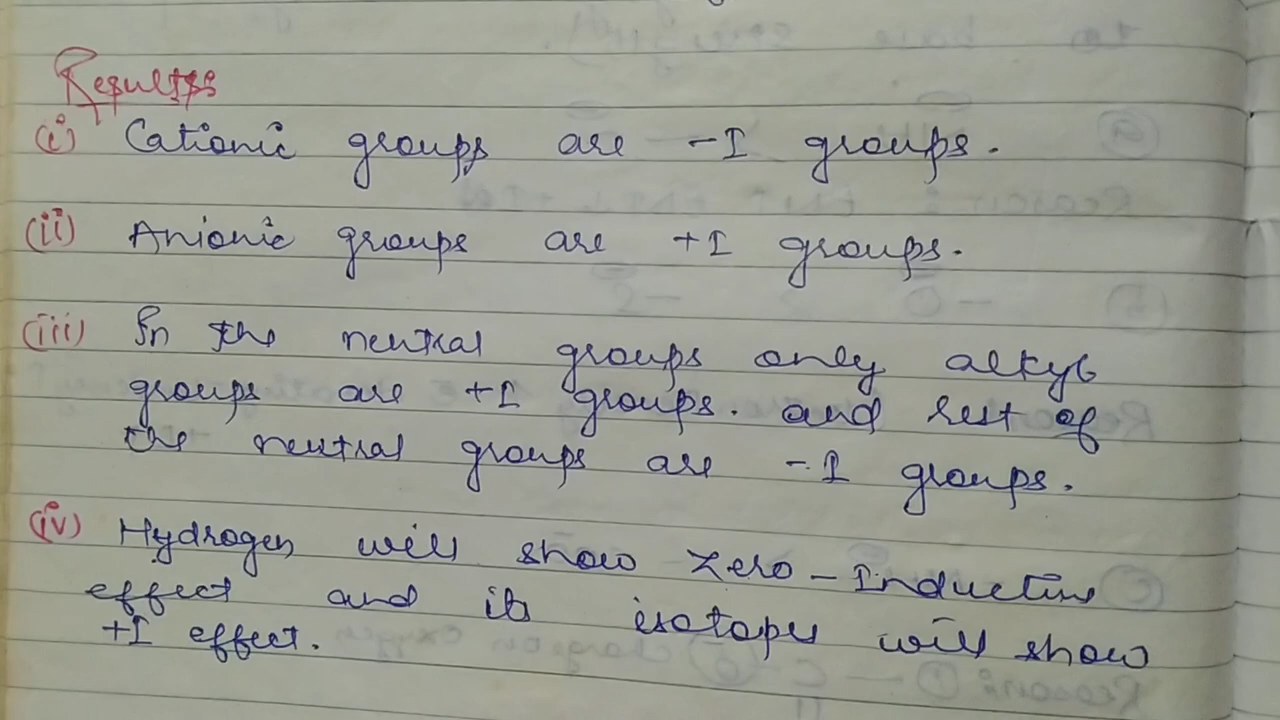 Results
(i) Cationic groups are -I groups.
(ii) Anionic groups are +I groups.
(iii) In the neutral groups only alkyl
groups are +I groups. and rest of
the neutral groups are -I groups.
(iv) Hydrogen will show zero-Inductive
effect and its isotopes will show
+I effect.